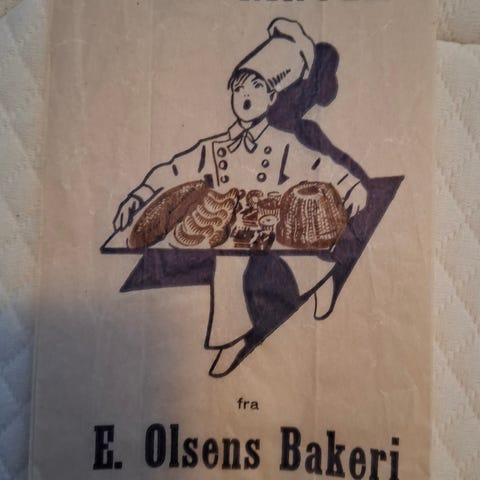 fra
E. Olsens Bakeri